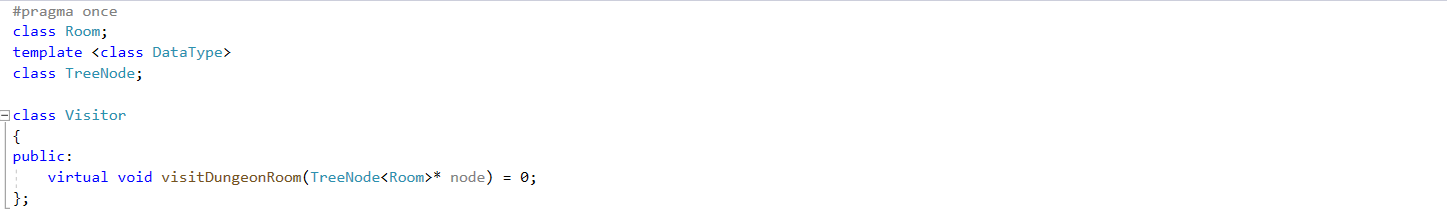 #pragma once
class Room;
template <class DataType>
class TreeNode;
class Visitor
{
public:
    virtual void visitDungeonRoom(TreeNode<Room>* node) = 0;
};